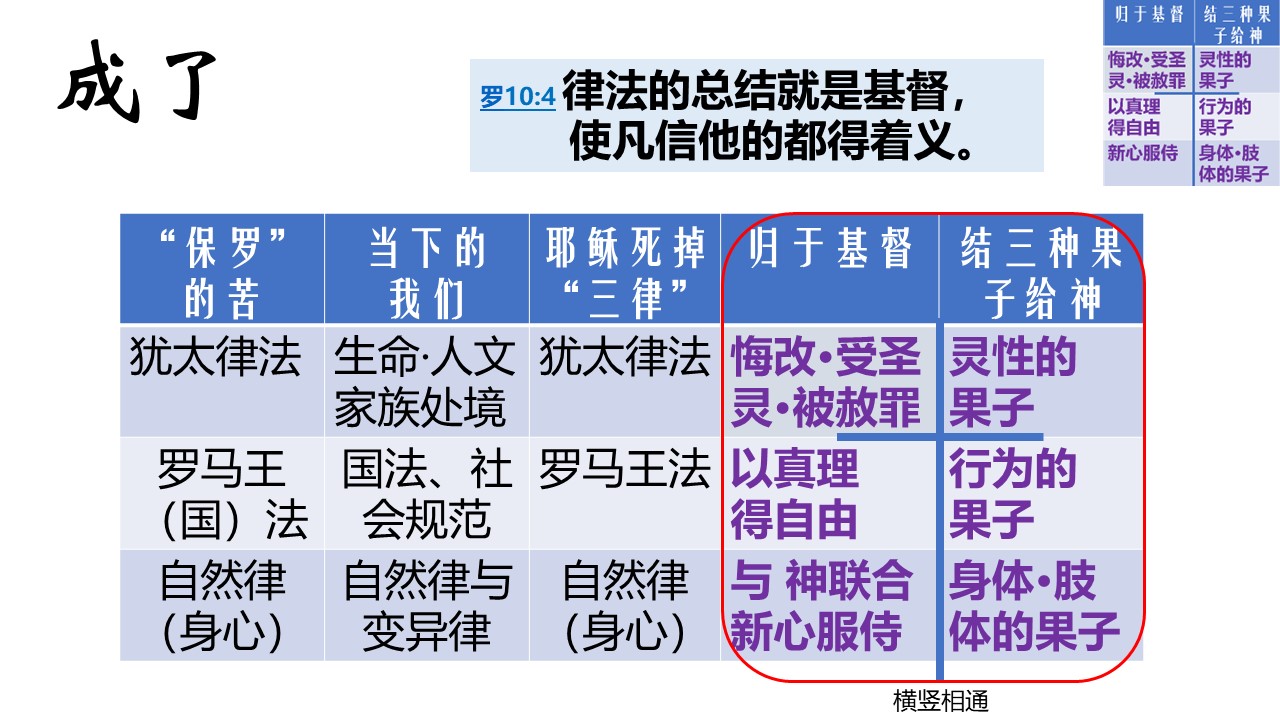 成了
罗10:4 律法的总结就是基督，
使凡信他的都得着义。
归于基督
结三种果
子给神
悔改·受圣
灵·被赦罪
灵性的
果子
以真理
得自由
行为的
果子
新心服侍
身体·肢
体的果子
“保罗”
的苦
当下的
我们
耶稣死掉
“三律”
归于基督
结三种果
子给神
犹太律法
生命·人文
家族处境
犹太律法
悔改·受圣
灵·被赦罪
灵性的
果子
罗马王
（国）法
国法、社
会规范
罗马王法
以真理
得自由
行为的
果子
自然律
（身心）
自然律与
变异律
自然律
（身心）
与 神联合
新心服侍
身体·肢
体的果子
横竖相通